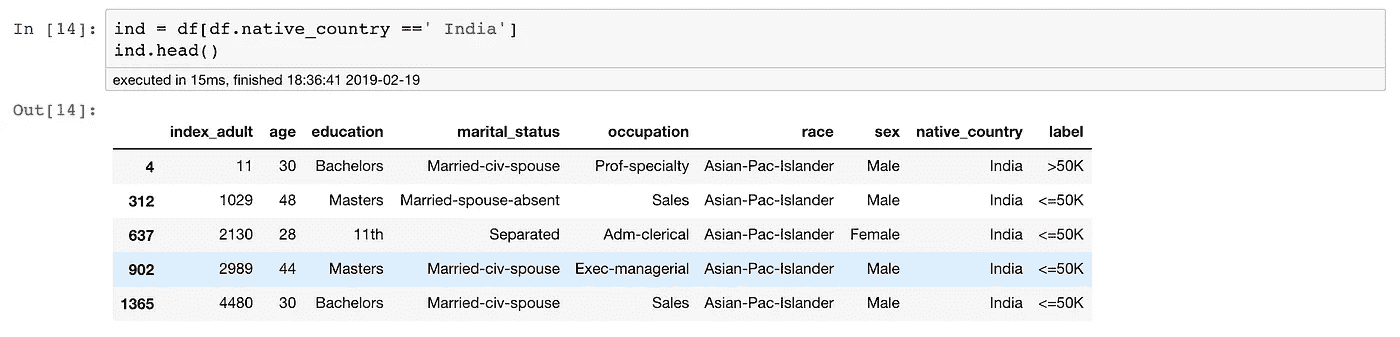 In [14]: ind = df[df.native_country ==' India']
ind.head()
executed in 15ms, finished 18:36:41 2019-02-19
Out[14]:
index_adult age education marital_status occupation race sex native_country label
4 11 30 Bachelors Married-civ-spouse Prof-specialty Asian-Pac-Islander Male India >50K
312 1029 48 Masters Married-spouse-absent Sales Asian-Pac-Islander Male India <=50K
637 2130 28 11th Separated Adm-clerical Asian-Pac-Islander Female India <=50K
902 2989 44 Masters Married-civ-spouse Exec-managerial Asian-Pac-Islander Male India <=50K
1365 4480 30 Bachelors Married-civ-spouse Sales Asian-Pac-Islander Male India <=50K